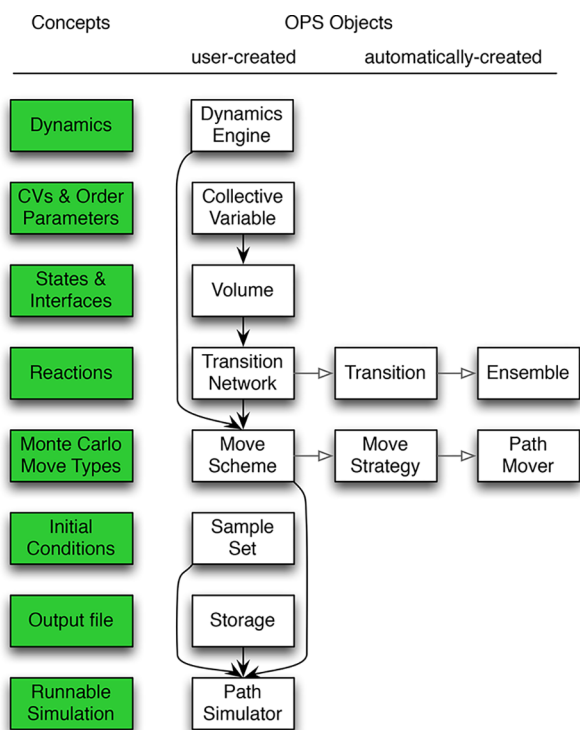 Concepts
OPS Objects
user-created
automatically-created
Dynamics
Dynamics
Engine
CVs & Order
Parameters
Collective
Variable
States &
Interfaces
Volume
Reactions
Transition
Network
Transition
Ensemble
Monte Carlo
Move Types
Move
Scheme
Move
Strategy
Path
Mover
Initial
Conditions
Sample
Set
Output file
Storage
Runnable
Simulation
Path
Simulator